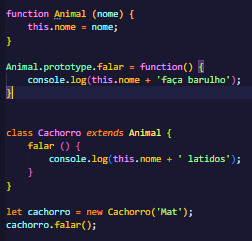 function Animal (nome) {
    this.nome = nome;
}
Animal.prototype.falar = function() {
    console.log(this.nome + 'faça barulho');
}
class Cachorro extends Animal {
    falar () {
        console.log(this.nome + ' latidos');
    }
}
let cachorro = new Cachorro('Mat');
cachorro.falar();